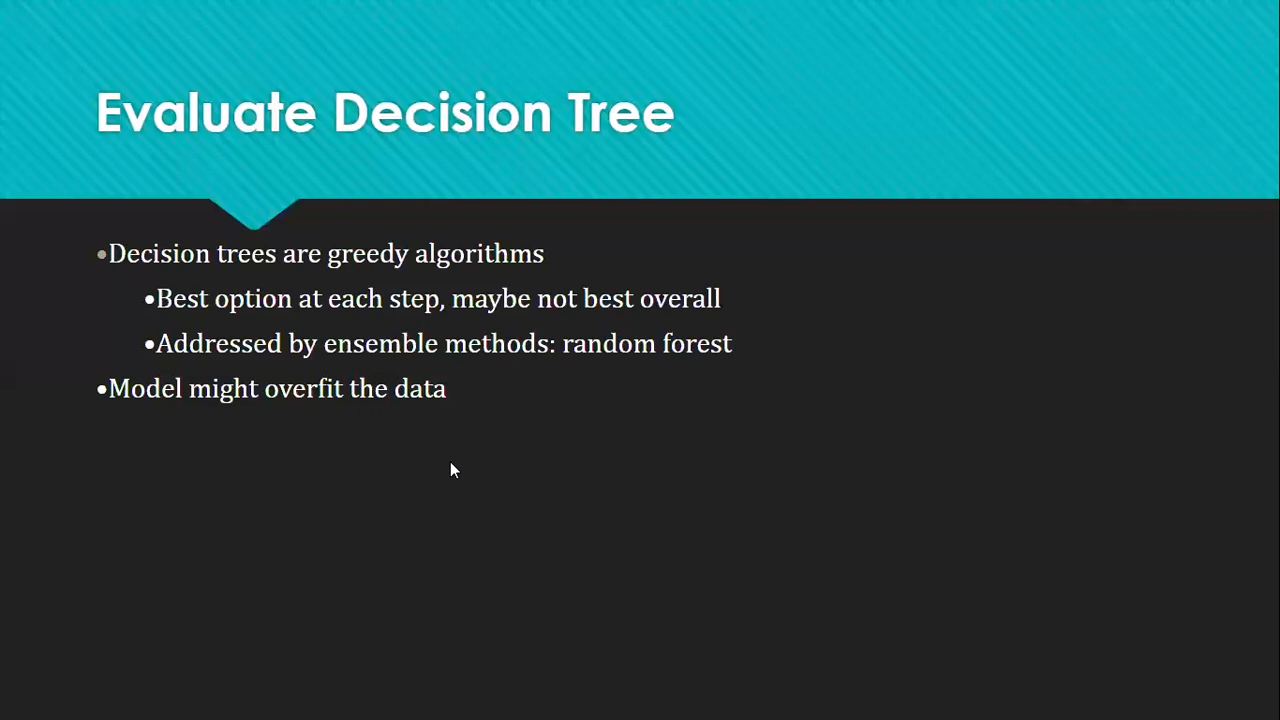 Evaluate Decision Tree
•Decision trees are greedy algorithms
•Best option at each step, maybe not best overall
•Addressed by ensemble methods: random forest
•Model might overfit the data